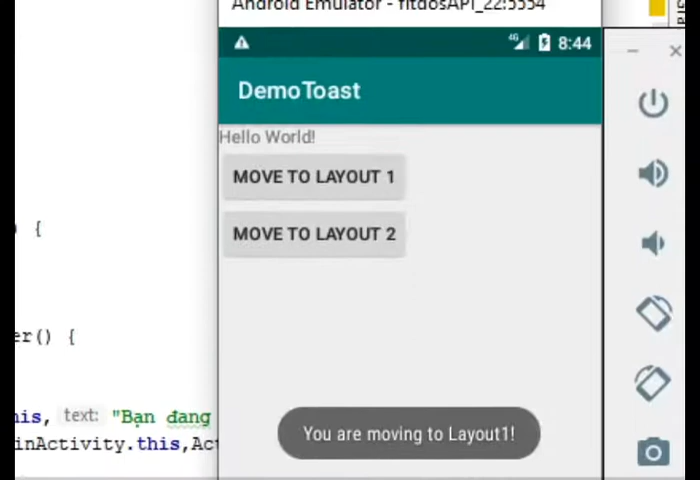 Android Emulator - fitdosAPI_22:5554
8:44
DemoToast
Hello World!
MOVE TO LAYOUT 1
MOVE TO LAYOUT 2
) {
er() {
his, text: "Bạn đang
inActivity.this,Act
You are moving to Layout1!